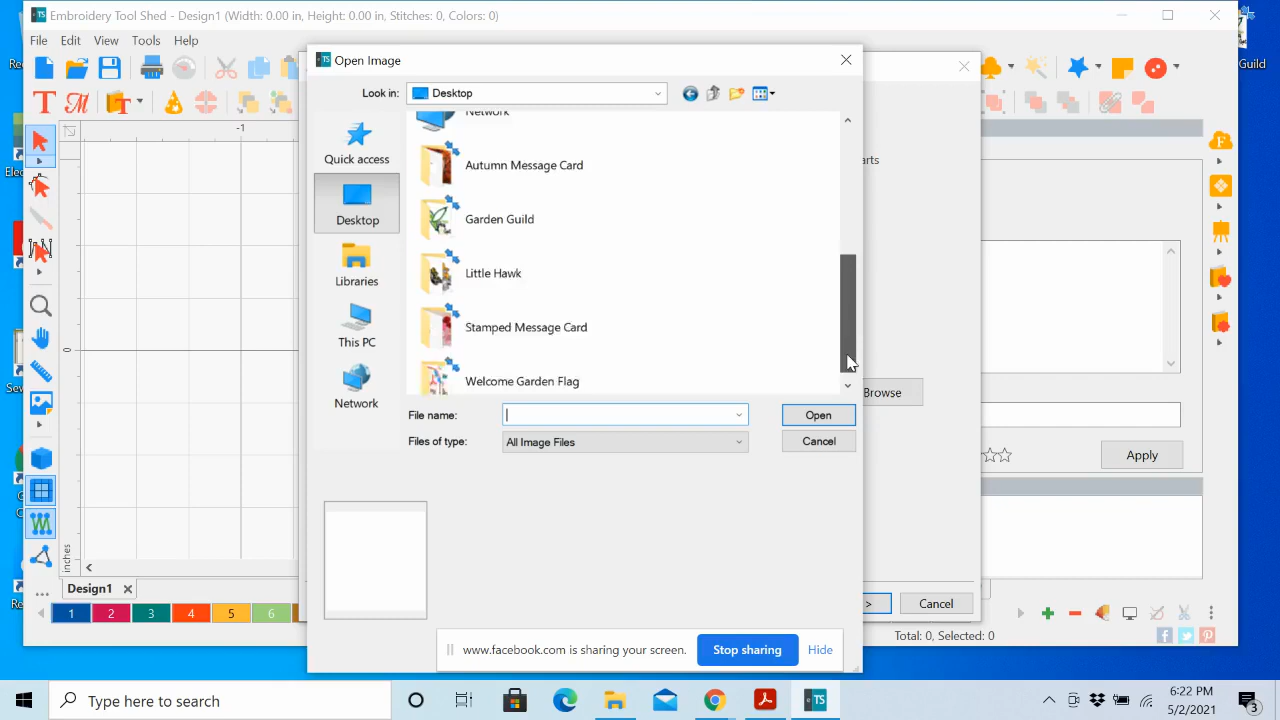 Embroidery Tool Shed - Design1 (Width: 0.00 in, Height: 0.00 in, Stitches: 0, Colors: 0)
File Edit View Tools Help
Open Image
Look in: Desktop
Quick access
Desktop
Libraries
This PC
Network
Network
Autumn Message Card
Garden Guild
Little Hawk
Stamped Message Card
Welcome Garden Flag
File name:
Open
Files of type: All Image Files
Cancel
arts
Browse
Apply
> Cancel
Guild
-1
0
inches
Design1
1 2 3 4 5 6
Total: 0, Selected: 0
www.facebook.com is sharing your screen. Stop sharing Hide
Type here to search
6:22 PM
5/2/2021
3